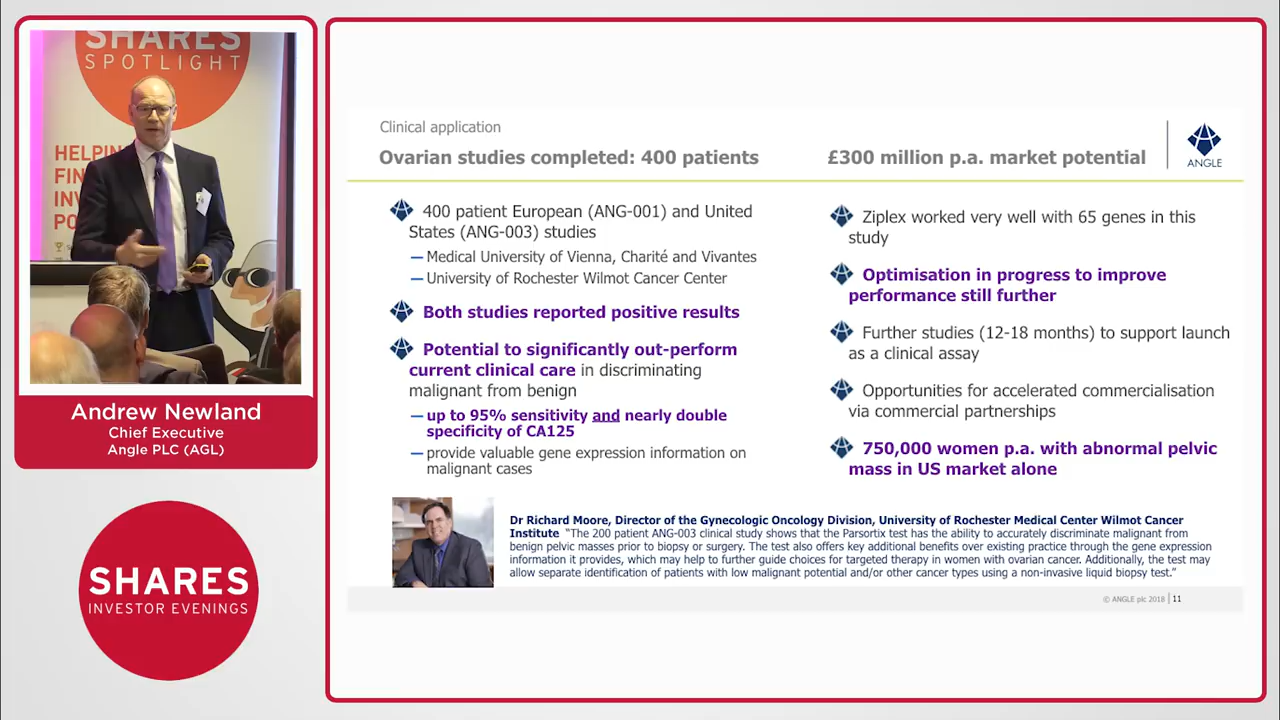 SHARES
SPOTLIGHT
HELPIN
FIN
INV
PO
Andrew Newland
Chief Executive
Angle PLC (AGL)
SHARES
INVESTOR EVENINGS
Clinical application
Ovarian studies completed: 400 patients
£300 million p.a. market potential
ANGLE
400 patient European (ANG-001) and United
States (ANG-003) studies
— Medical University of Vienna, Charité and Vivantes
— University of Rochester Wilmot Cancer Center
Both studies reported positive results
Potential to significantly out-perform
current clinical care in discriminating
malignant from benign
— up to 95% sensitivity and nearly double
specificity of CA125
— provide valuable gene expression information on
malignant cases
Ziplex worked very well with 65 genes in this
study
Optimisation in progress to improve
performance still further
Further studies (12-18 months) to support launch
as a clinical assay
Opportunities for accelerated commercialisation
via commercial partnerships
750,000 women p.a. with abnormal pelvic
mass in US market alone
Dr Richard Moore, Director of the Gynecologic Oncology Division, University of Rochester Medical Center Wilmot Cancer
Institute "The 200 patient ANG-003 clinical study shows that the Parsortix test has the ability to accurately discriminate malignant from
benign pelvic masses prior to biopsy or surgery. The test also offers key additional benefits over existing practice through the gene expression
information it provides, which may help to further guide choices for targeted therapy in women with ovarian cancer. Additionally, the test may
allow separate identification of patients with low malignant potential and/or other cancer types using a non-invasive liquid biopsy test."
© ANGLE plc 2018 | 11